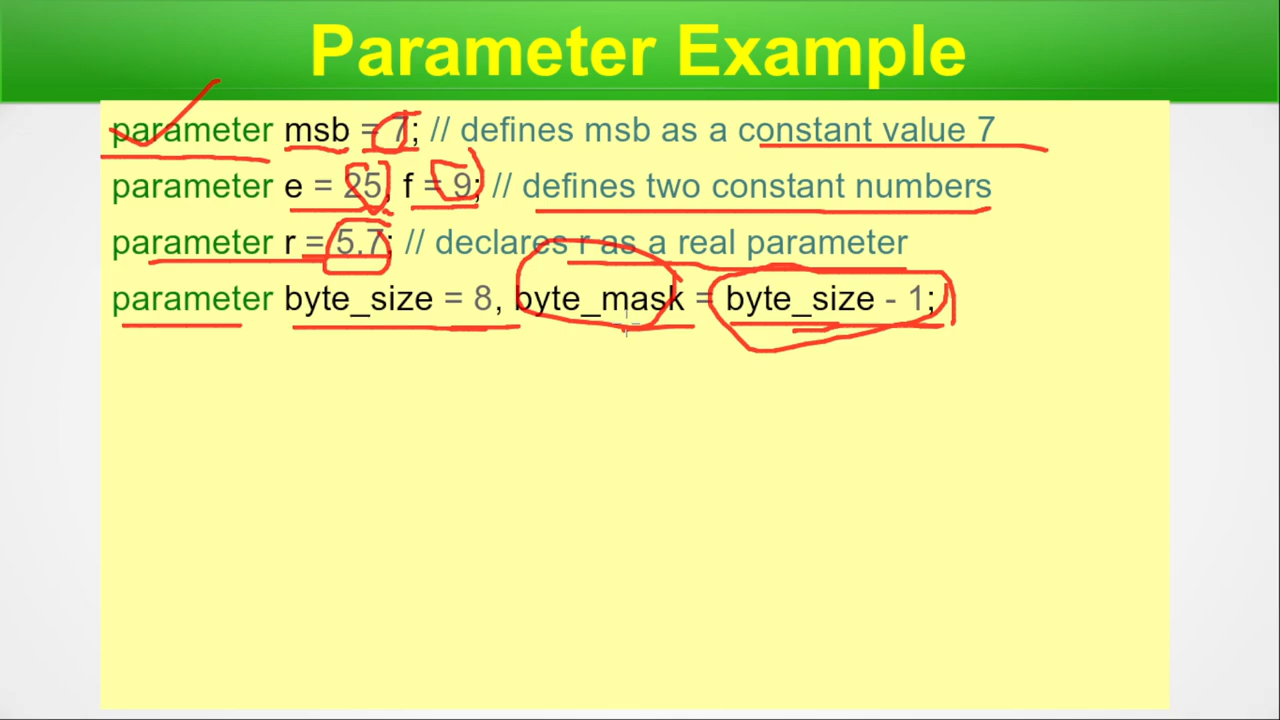 Parameter Example
parameter msb = 7; // defines msb as a constant value 7
parameter e = 25, f = 9; // defines two constant numbers
parameter r = 5.7; // declares r as a real parameter
parameter byte_size = 8, byte_mask = byte_size - 1;